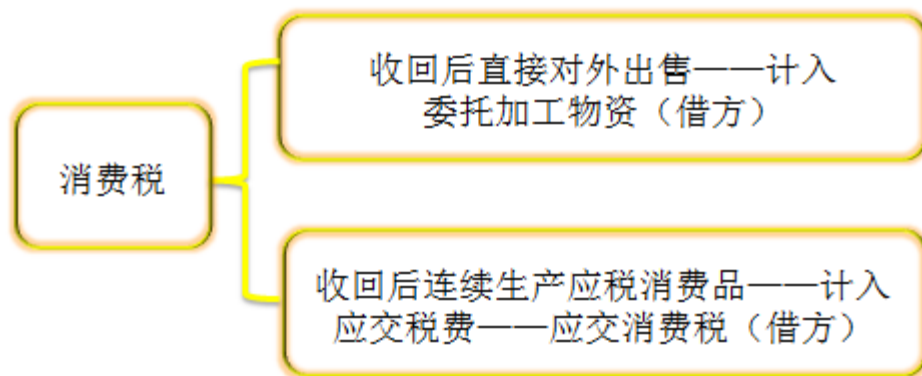 收回后直接对外出售——计入
委托加工物资（借方）
消费税
收回后连续生产应税消费品——计入
应交税费——应交消费税（借方）